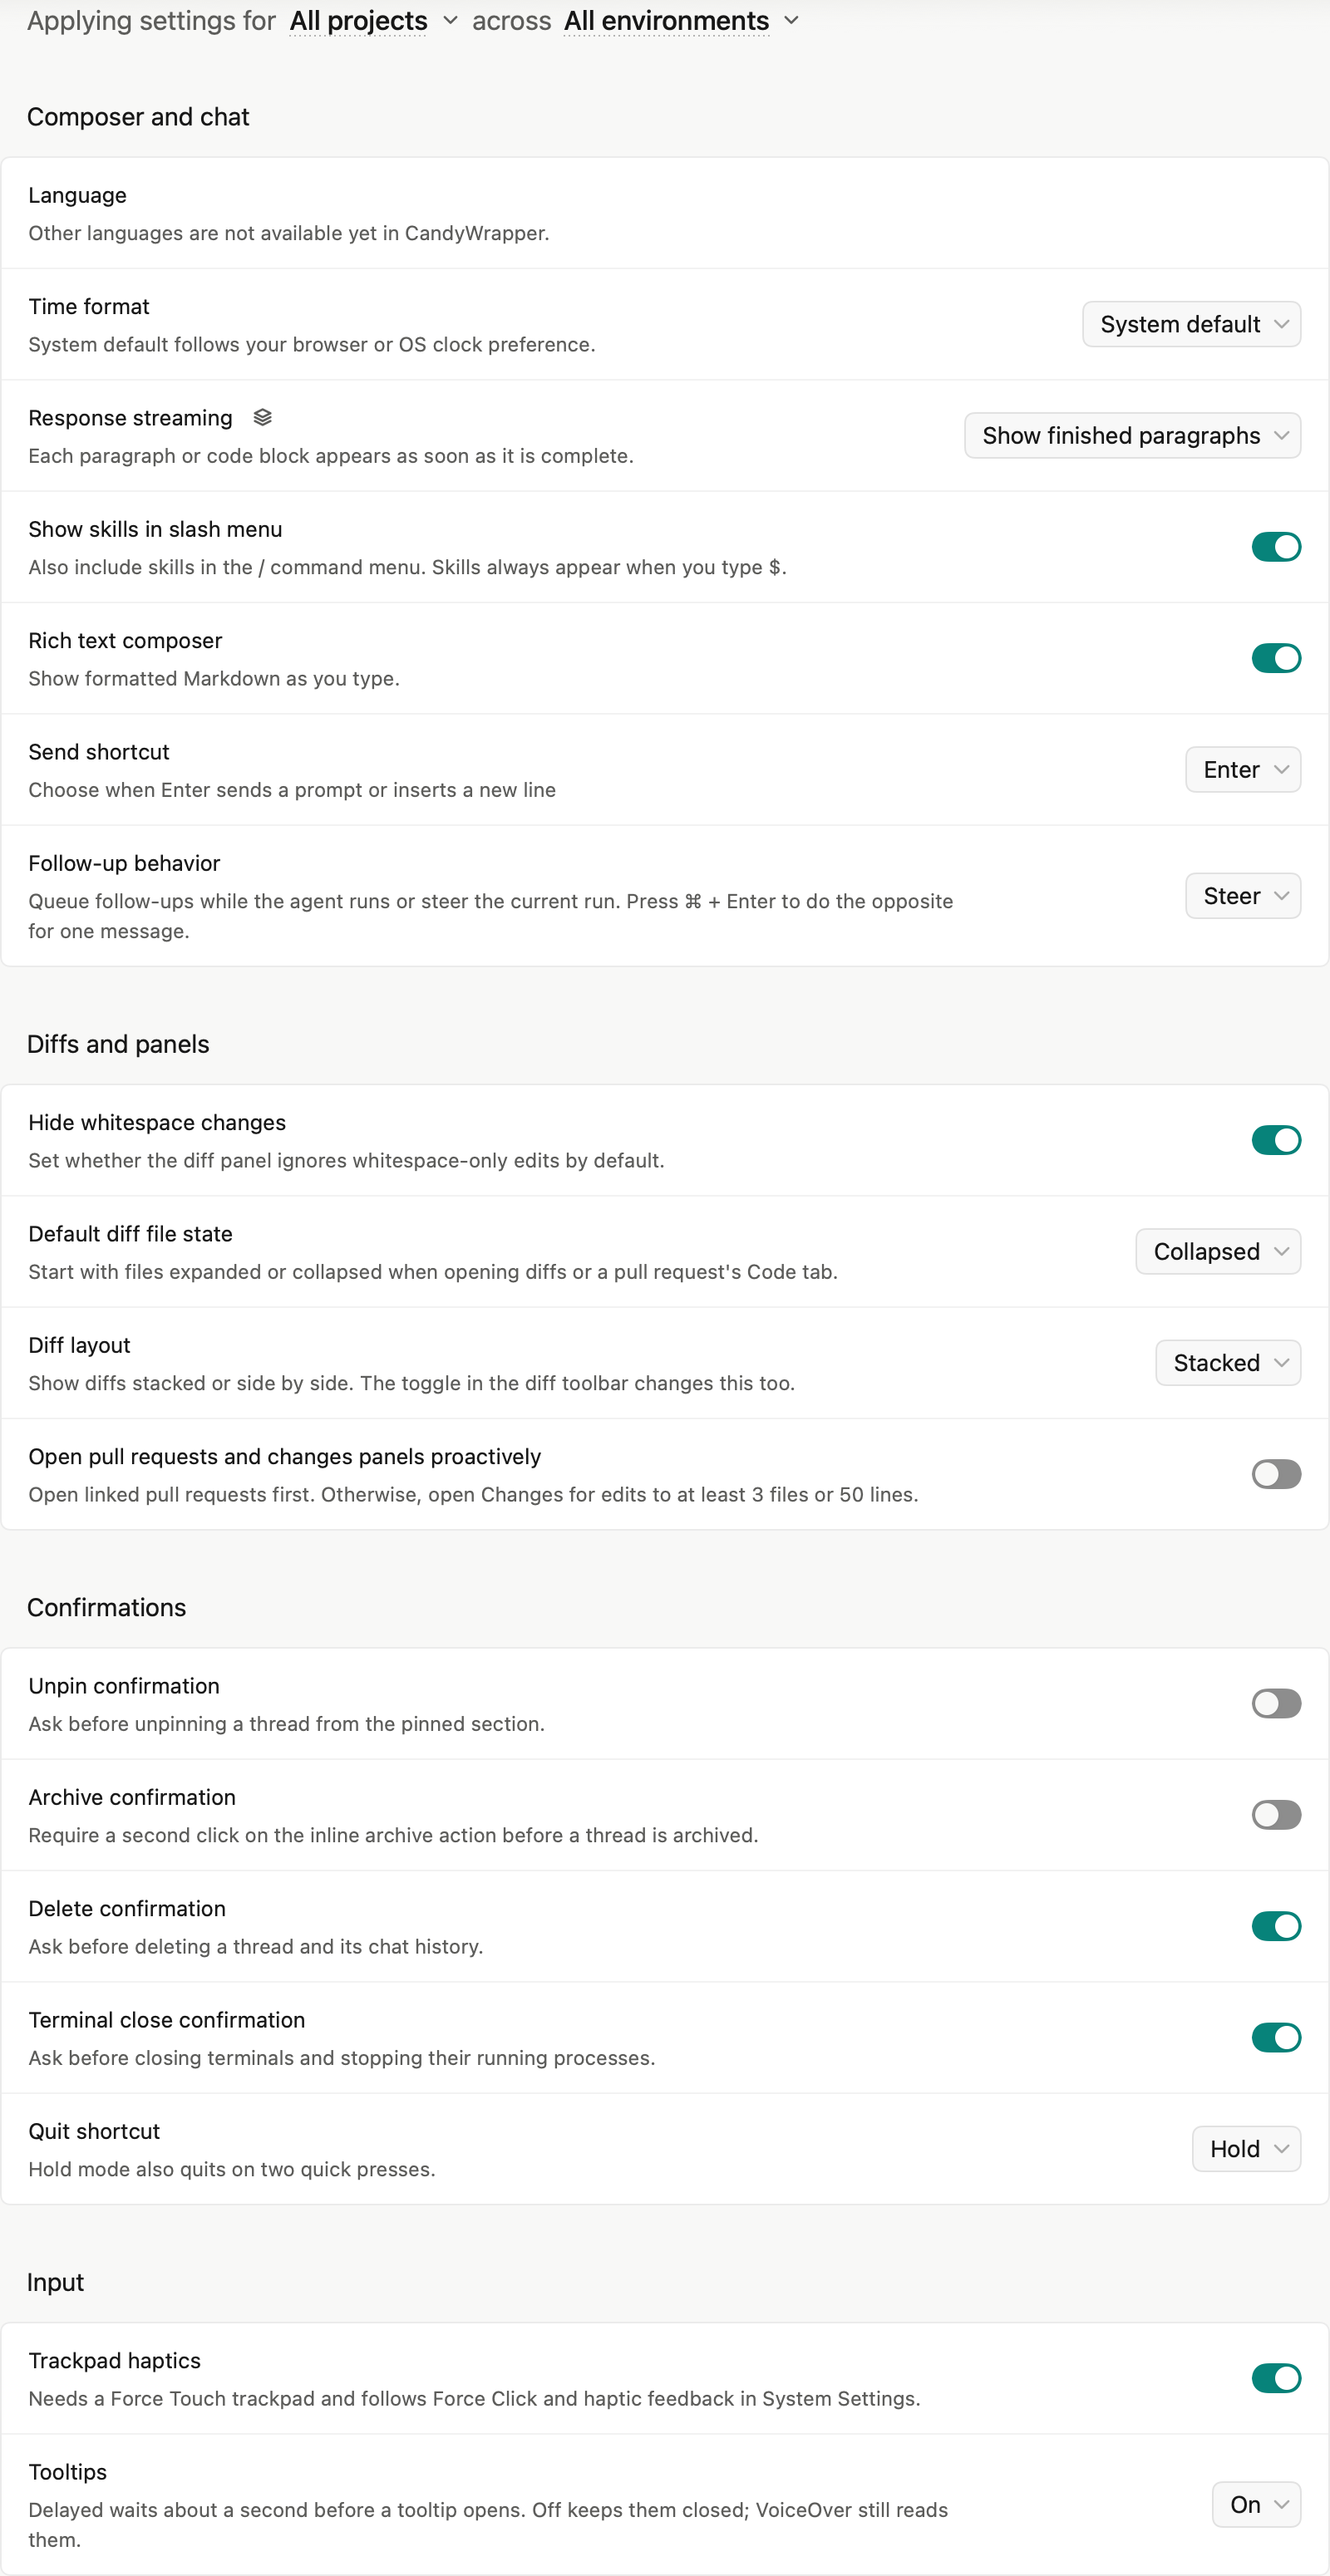 Applying settings for All projects across All environments
Composer and chat
Language
Other languages are not available yet in CandyWrapper.
Time format
System default follows your browser or OS clock preference.
System default
Response streaming
Each paragraph or code block appears as soon as it is complete.
Show finished paragraphs
Show skills in slash menu
Also include skills in the / command menu. Skills always appear when you type $.
Rich text composer
Show formatted Markdown as you type.
Send shortcut
Choose when Enter sends a prompt or inserts a new line
Enter
Follow-up behavior
Queue follow-ups while the agent runs or steer the current run. Press ⌘ + Enter to do the opposite
for one message.
Steer
Diffs and panels
Hide whitespace changes
Set whether the diff panel ignores whitespace-only edits by default.
Default diff file state
Start with files expanded or collapsed when opening diffs or a pull request's Code tab.
Collapsed
Diff layout
Show diffs stacked or side by side. The toggle in the diff toolbar changes this too.
Stacked
Open pull requests and changes panels proactively
Open linked pull requests first. Otherwise, open Changes for edits to at least 3 files or 50 lines.
Confirmations
Unpin confirmation
Ask before unpinning a thread from the pinned section.
Archive confirmation
Require a second click on the inline archive action before a thread is archived.
Delete confirmation
Ask before deleting a thread and its chat history.
Terminal close confirmation
Ask before closing terminals and stopping their running processes.
Quit shortcut
Hold mode also quits on two quick presses.
Hold
Input
Trackpad haptics
Needs a Force Touch trackpad and follows Force Click and haptic feedback in System Settings.
Tooltips
Delayed waits about a second before a tooltip opens. Off keeps them closed; VoiceOver still reads
them.
On